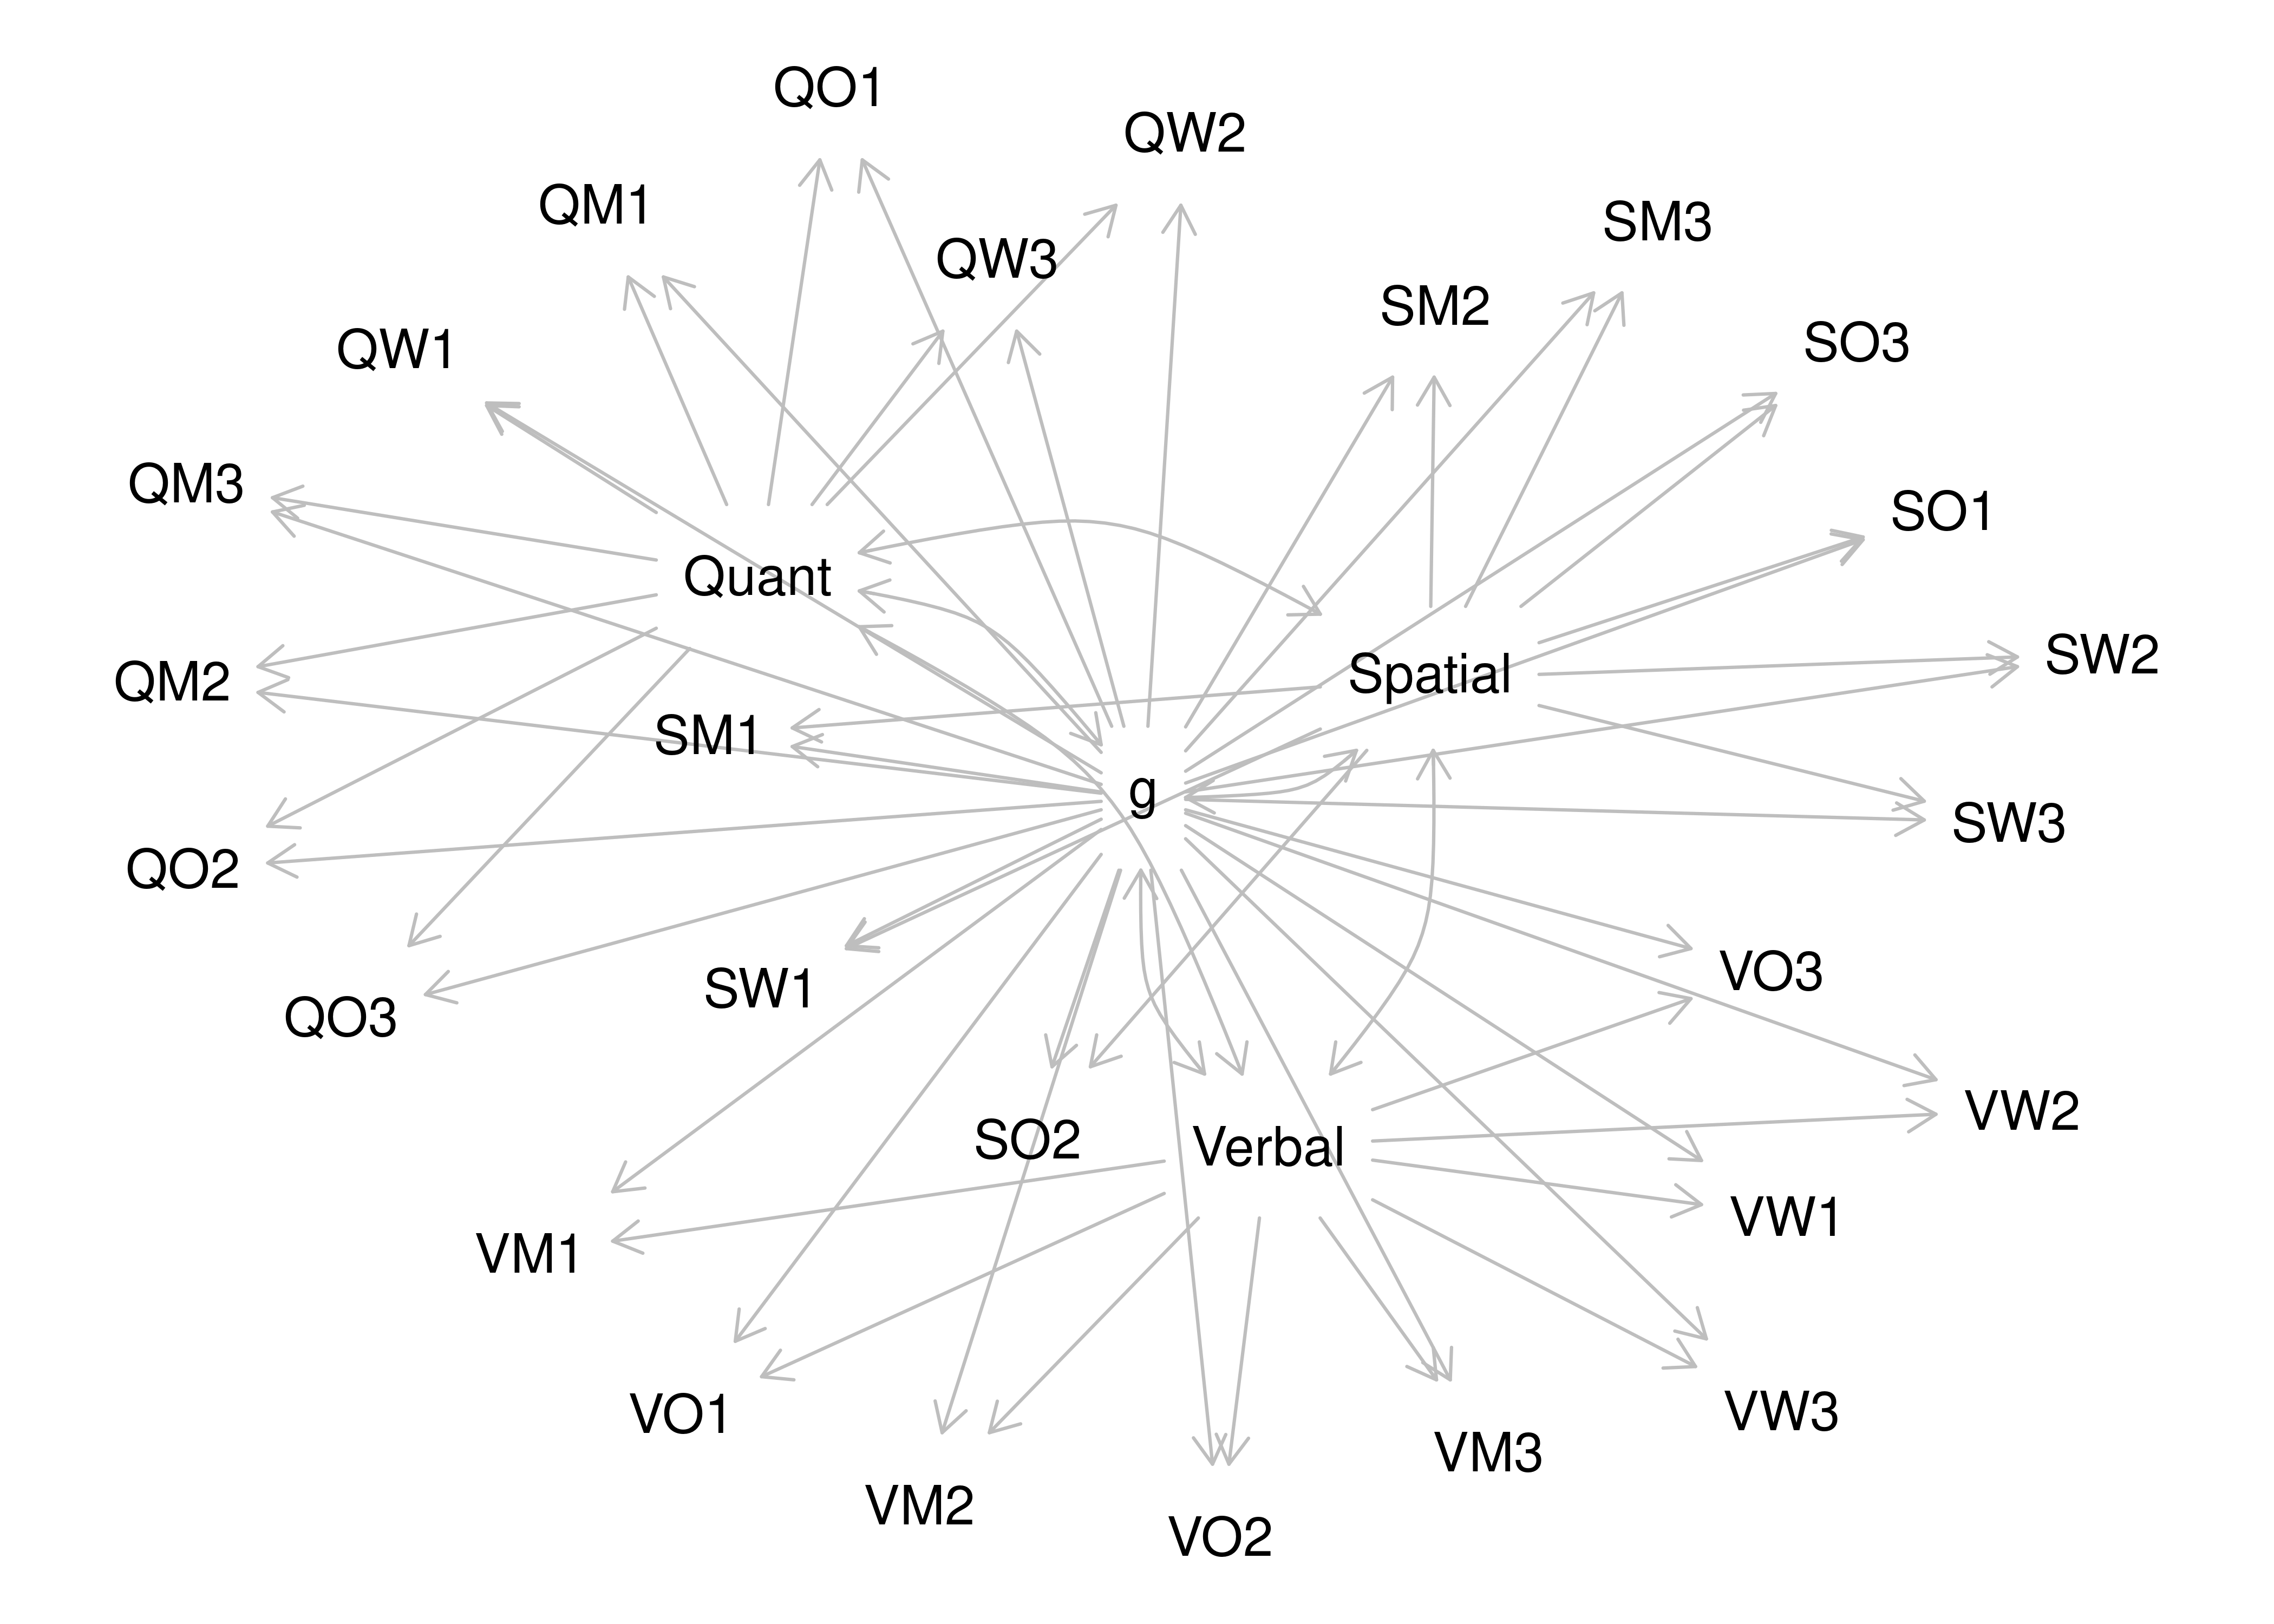 QO1
QW2
QM1
SM3
QW3
SM2
SO3
QW1
QM3
SO1
Quant
SW2
Spatial
QM2
SM1
g
SW3
QO2
VO3
SW1
QO3
VW2
SO2
Verbal
VW1
VM1
VW3
VO1
VM3
VM2
VO2